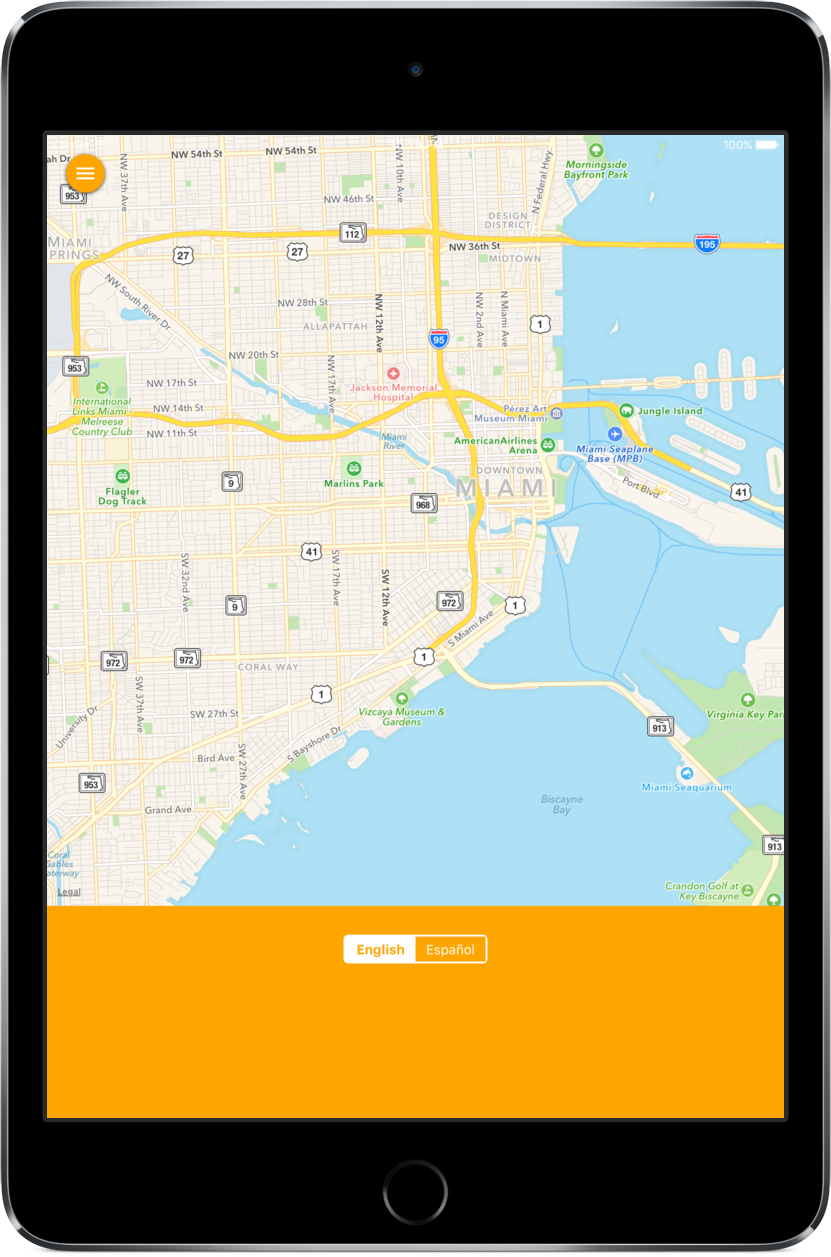 100%
NW 54th St
NW 54th St
ah Dr
NW 37th Ave
NW 10th Ave
N Federal Hwy
Morningside
Bayfront Park
953
NW 46th St
DESIGN
DISTRICT
112
MIAMI
PRINGS
27
27
NW 36th St
195
MIDTOWN
NW South River Dr
NW 28th St
NW 12th Ave
NW 2nd Ave
N Miami Ave
ALLAPATTAH
1
95
NW 20th St
953
NW 17th Ave
NW 17th St
Jackson Memorial
Hospital
International
Links Miami -
Melreese
Country Club
NW 14th St
Pérez Art
Museum Miami
Jungle Island
NW 11th St
Miami
River
AmericanAirlines
Arena
Miami Seaplane
Base (MPB)
Flagler
Dog Track
9
Marlins Park
DOWNTOWN
MIAMI
Port Blvd
41
968
41
SW 32nd Ave
SW 17th Ave
SW 12th Ave
9
972
1
S Miami Ave
972
972
1
CORAL WAY
1
SW 37th Ave
SW 27th St
Vizcaya Museum &
Gardens
Virginia Key Par
913
University Dr
Bird Ave
SW 27th Ave
S Bayshore Dr
953
Miami Seaquarium
Grand Ave
Biscayne
Bay
913
Coral
Gables
aterway
Legal
Crandon Golf at
Key Biscayne
English
Español